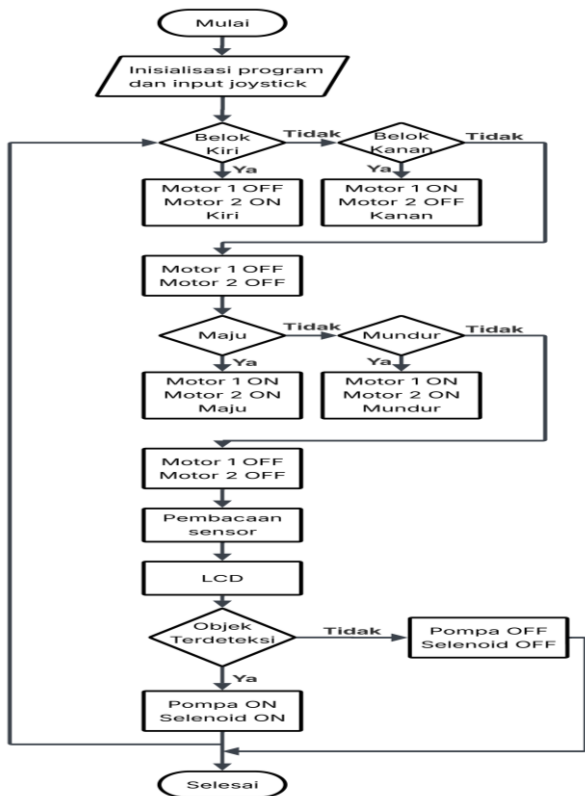 Mulai
Inisialisasi program
dan input joystick
Belok
Kiri
Tidak
Belok
Kanan
Tidak
Ya
Ya
Motor 1 OFF
Motor 2 ON
Kiri
Motor 1 ON
Motor 2 OFF
Kanan
Motor 1 OFF
Motor 2 OFF
Maju
Tidak
Mundur
Tidak
Ya
Ya
Motor 1 ON
Motor 2 ON
Maju
Motor 1 ON
Motor 2 ON
Mundur
Motor 1 OFF
Motor 2 OFF
Pembacaan
sensor
LCD
Objek
Terdeteksi
Tidak
Pompa OFF
Selenoid OFF
Ya
Pompa ON
Selenoid ON
Selesai